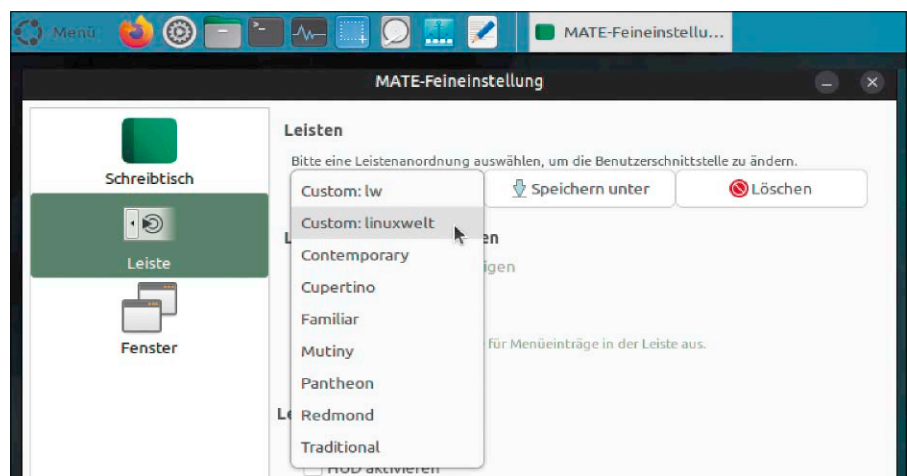 Menü
MATE-Feineinstellu...
MATE-Feineinstellung
Schreibtisch
Leiste
Fenster
Leisten
Bitte eine Leistenanordnung auswählen, um die Benutzerschnittstelle zu ändern.
Custom: lw
Speichern unter
Löschen
Custom: linuxwelt
Contemporary
Cupertino
Familiar
für Menüeinträge in der Leiste aus.
Mutiny
Pantheon
Redmond
Traditional
HUD aktivieren